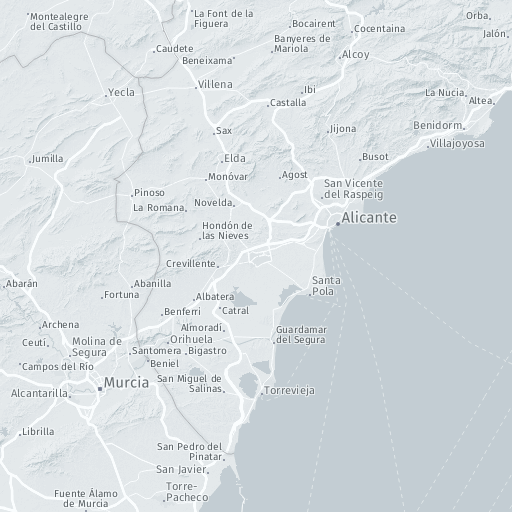 Montealegre
del Castillo
La Font de la
Figuera
Bocairent
Orba
Cocentaina
Jalón
Caudete
Beneixama
Banyeres de
Mariola
Alcoy
Yecla
Villena
Ibi
Castalla
La Nucia
Altea
Sax
Jijona
Benidorm
Villajoyosa
Jumilla
Elda
Busot
Monóvar
Agost
Pinoso
La Romana
Novelda
San Vicente
del Raspeig
Alicante
Hondón de
las Nieves
Crevillente
Abarán
Abanilla
Fortuna
Albatera
Catral
Santa
Pola
Benferri
Archena
Ceutí
Molina de
Segura
Almoradí
Orihuela
Guardamar
del Segura
Santomera
Bigastro
Beniel
Campos del Río
Murcia
San Miguel de
Salinas
Torrevieja
Alcantarilla
Librilla
San Pedro del
Pinatar
San Javier
Torre-
Pacheco
Fuente Álamo
de Murcia